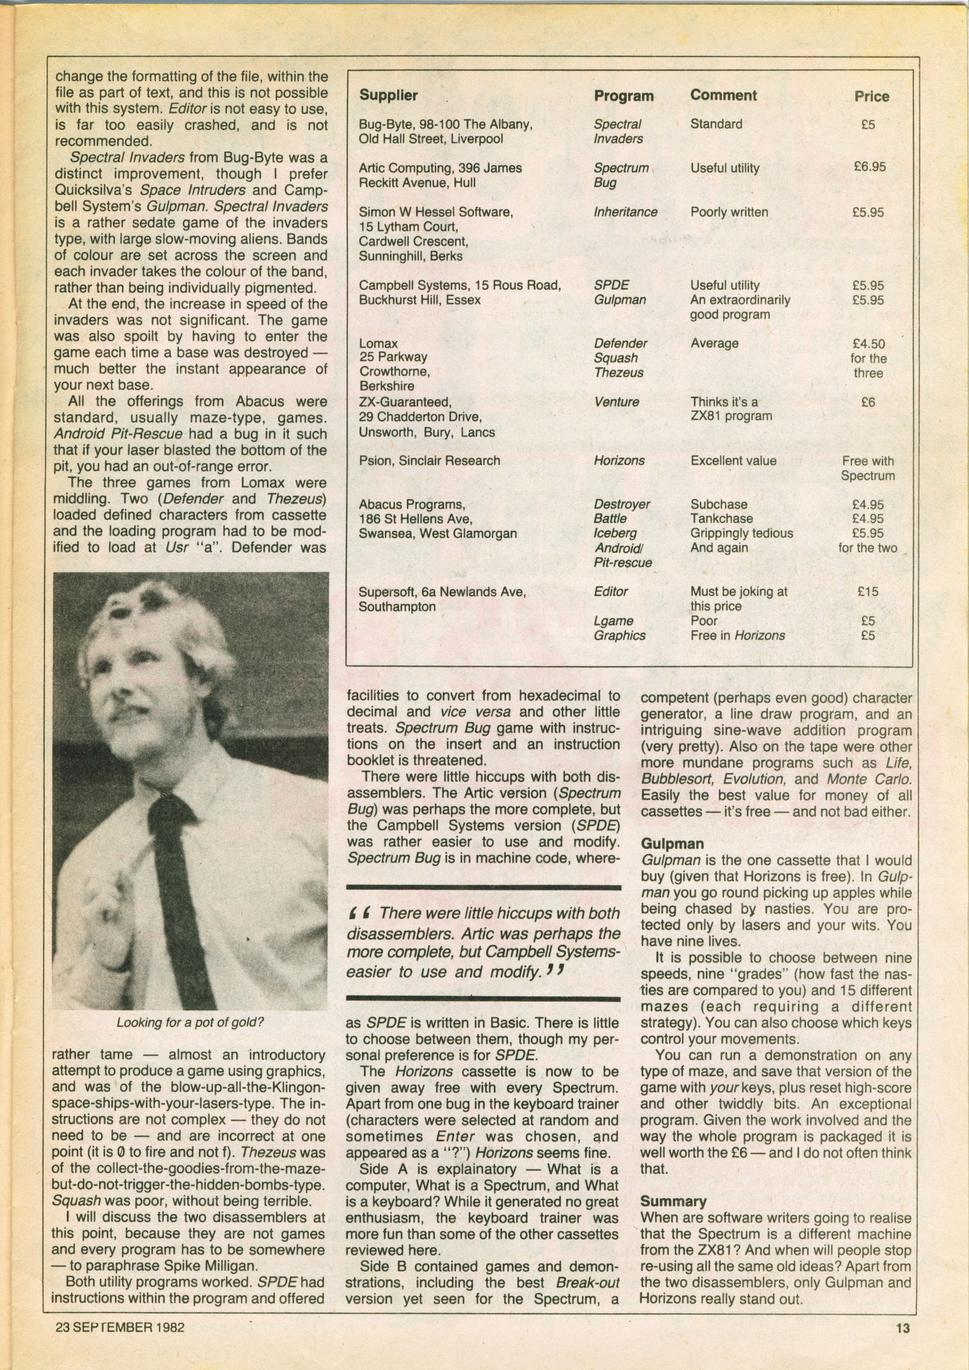 change the formatting of the file, within the
file as part of text, and this is not possible
with this system. Editor is not easy to use,
is far too easily crashed, and is not
recommended.
Spectral Invaders from Bug-Byte was a
distinct improvement, though I prefer
Quicksilva's Space Intruders and Camp-
bell System's Gulpman. Spectral Invaders
is a rather sedate game of the invaders
type, with large slow-moving aliens. Bands
of colour are set across the screen and
each invader takes the colour of the band,
rather than being individually pigmented.
At the end, the increase in speed of the
invaders was not significant. The game
was also spoilt by having to enter the
game each time a base was destroyed —
much better the instant appearance of
your next base.
All the offerings from Abacus were
standard, usually maze-type, games.
Android Pit-Rescue had a bug in it such
that if your laser blasted the bottom of the
pit, you had an out-of-range error.
The three games from Lomax were
middling. Two (Defender and Thezeus)
loaded defined characters from cassette
and the loading program had to be mod-
ified to load at Usr "a". Defender was
Looking for a pot of gold?
rather tame — almost an introductory
attempt to produce a game using graphics,
and was of the blow-up-all-the-Klingon-
space-ships-with-your-lasers-type. The in-
structions are not complex — they do not
need to be — and are incorrect at one
point (it is 0 to fire and not f). Thezeus was
of the collect-the-goodies-from-the-maze-
but-do-not-trigger-the-hidden-bombs-type.
Squash was poor, without being terrible.
I will discuss the two disassemblers at
this point, because they are not games
and every program has to be somewhere
— to paraphrase Spike Milligan.
Both utility programs worked. SPDE had
instructions within the program and offered
Supplier Program Comment Price
Bug-Byte, 98-100 The Albany, Spectral Standard £5
Old Hall Street, Liverpool Invaders
Artic Computing, 396 James Spectrum Useful utility £6.95
Reckitt Avenue, Hull Bug
Simon W Hessel Software, Inheritance Poorly written £5.95
15 Lytham Court,
Cardwell Crescent,
Sunninghill, Berks
Campbell Systems, 15 Rous Road, SPDE Useful utility £5.95
Buckhurst Hill, Essex Gulpman An extraordinarily £5.95
good program
Lomax Defender Average £4.50
25 Parkway Squash for the
Crowthorne, Thezeus three
Berkshire
ZX-Guaranteed, Venture Thinks it's a £6
29 Chadderton Drive, ZX81 program
Unsworth, Bury, Lancs
Psion, Sinclair Research Horizons Excellent value Free with
Spectrum
Abacus Programs, Destroyer Subchase £4.95
186 St Hellens Ave, Battle Tankchase £4.95
Swansea, West Glamorgan Iceberg Grippingly tedious £5.95
Android/ And again for the two
Pit-rescue
Supersoft, 6a Newlands Ave, Editor Must be joking at £15
Southampton this price
Lgame Poor £5
Graphics Free in Horizons £5
facilities to convert from hexadecimal to
decimal and vice versa and other little
treats. Spectrum Bug game with instruc-
tions on the insert and an instruction
booklet is threatened.
There were little hiccups with both dis-
assemblers. The Artic version (Spectrum
Bug) was perhaps the more complete, but
the Campbell Systems version (SPDE)
was rather easier to use and modify.
Spectrum Bug is in machine code, where-
“ There were little hiccups with both
disassemblers. Artic was perhaps the
more complete, but Campbell Systems-
easier to use and modify. ”
as SPDE is written in Basic. There is little
to choose between them, though my per-
sonal preference is for SPDE.
The Horizons cassette is now to be
given away free with every Spectrum.
Apart from one bug in the keyboard trainer
(characters were selected at random and
sometimes Enter was chosen, and
appeared as a "?") Horizons seems fine.
Side A is explainatory — What is a
computer, What is a Spectrum, and What
is a keyboard? While it generated no great
enthusiasm, the keyboard trainer was
more fun than some of the other cassettes
reviewed here.
Side B contained games and demon-
strations, including the best Break-out
version yet seen for the Spectrum, a
competent (perhaps even good) character
generator, a line draw program, and an
intriguing sine-wave addition program
(very pretty). Also on the tape were other
more mundane programs such as Life,
Bubblesort, Evolution, and Monte Carlo.
Easily the best value for money of all
cassettes — it's free — and not bad either.
Gulpman
Gulpman is the one cassette that I would
buy (given that Horizons is free). In Gulp-
man you go round picking up apples while
being chased by nasties. You are pro-
tected only by lasers and your wits. You
have nine lives.
It is possible to choose between nine
speeds, nine "grades" (how fast the nas-
ties are compared to you) and 15 different
mazes (each requiring a different
strategy). You can also choose which keys
control your movements.
You can run a demonstration on any
type of maze, and save that version of the
game with your keys, plus reset high-score
and other twiddly bits. An exceptional
program. Given the work involved and the
way the whole program is packaged it is
well worth the £6 — and I do not often think
that.
Summary
When are software writers going to realise
that the Spectrum is a different machine
from the ZX81? And when will people stop
re-using all the same old ideas? Apart from
the two disassemblers, only Gulpman and
Horizons really stand out.
23 SEPTEMBER 1982
13